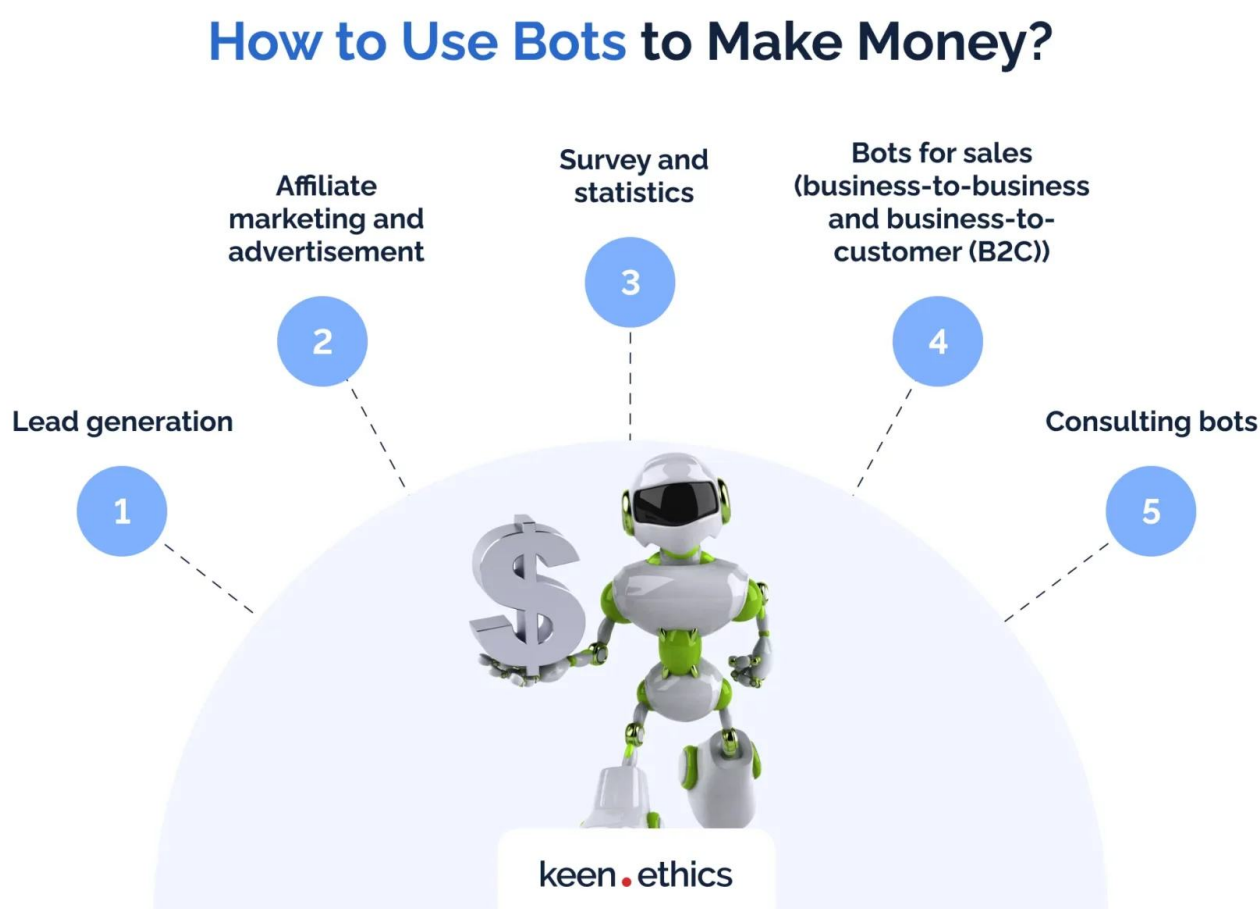 How to Use Bots to Make Money?
Lead generation
1
Affiliate
marketing and
advertisement
2
Survey and
statistics
3
Bots for sales
(business-to-business
and business-to-
customer (B2C))
4
Consulting bots
5
$
keen.ethics